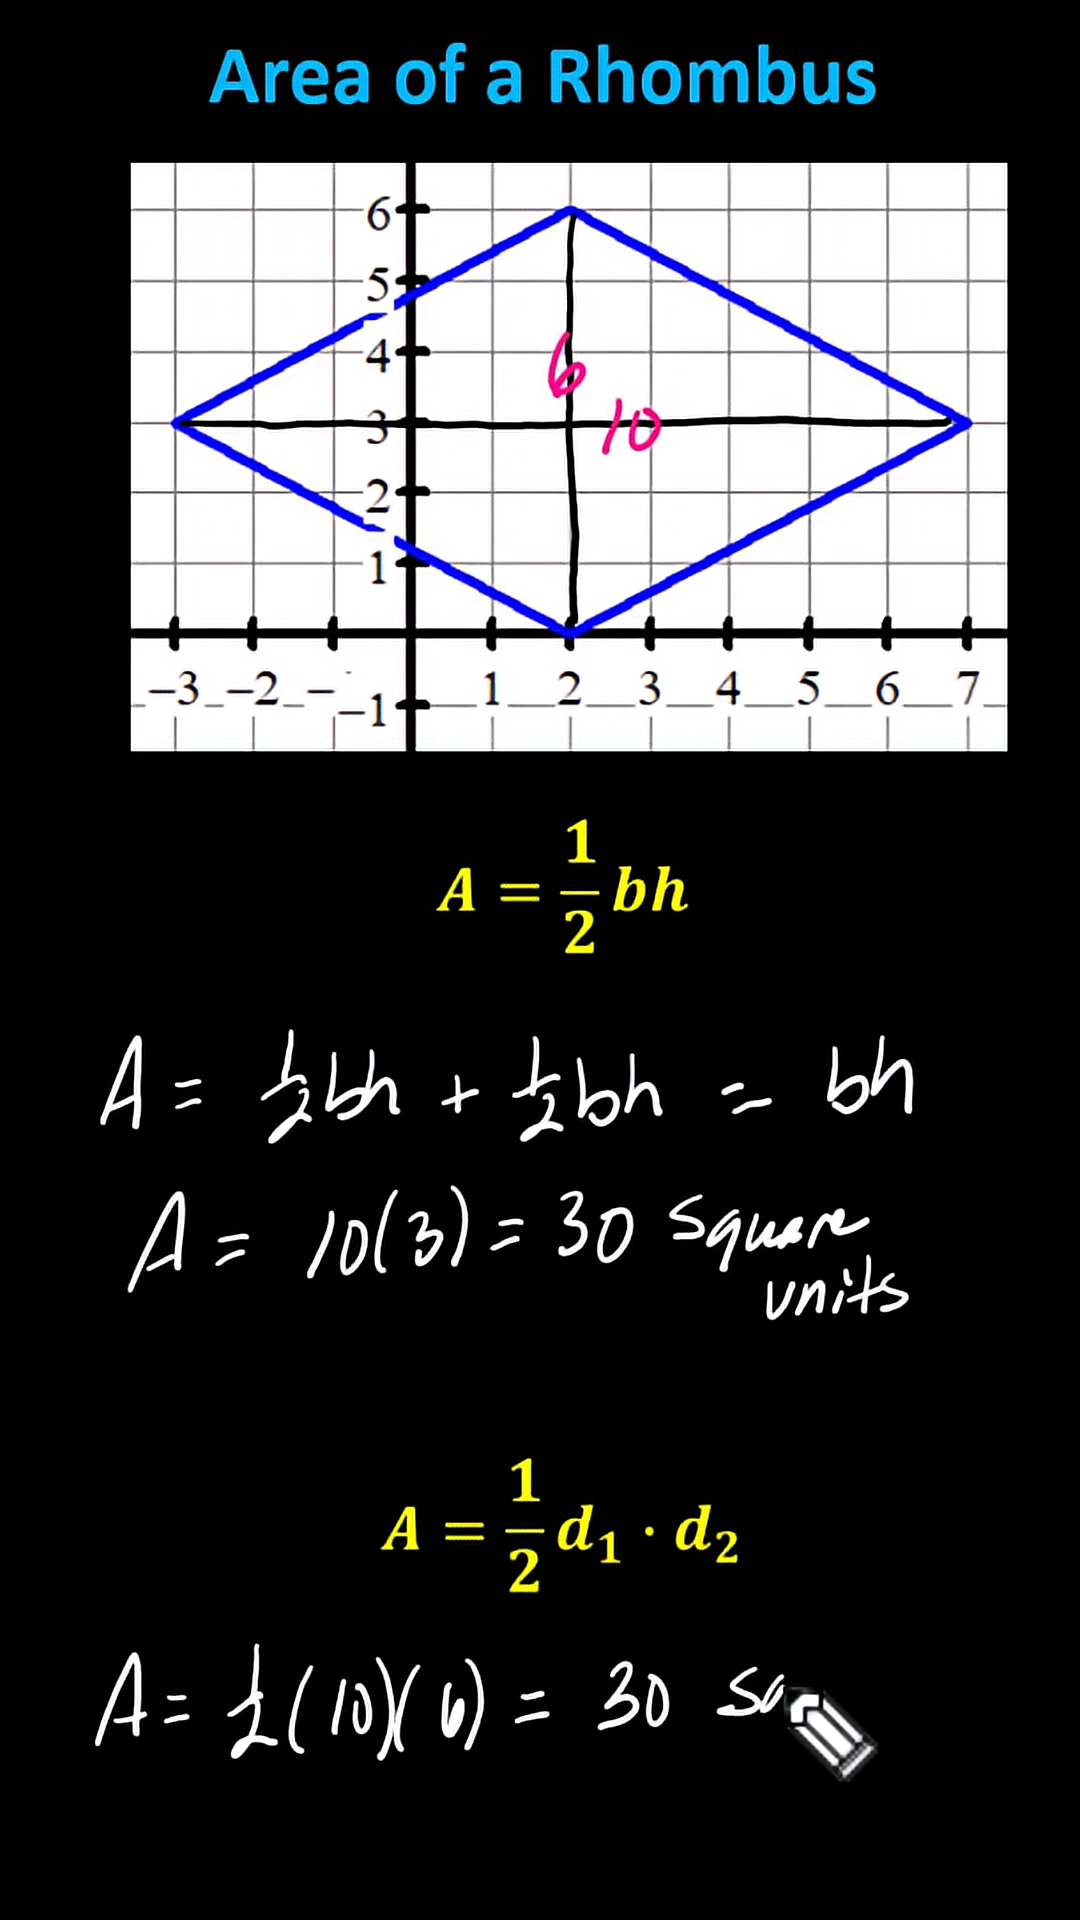 Area of a Rhombus
6
5
4
6
10
3
2
1
−3 −2 − 1 2 3 4 5 6 7
−1
A = 1/2 bh
A = 1/2 bh + 1/2 bh = bh
A = 10(3) = 30 square
units
A = 1/2 d₁ · d₂
A = 1/2 (10)(6) = 30 sq